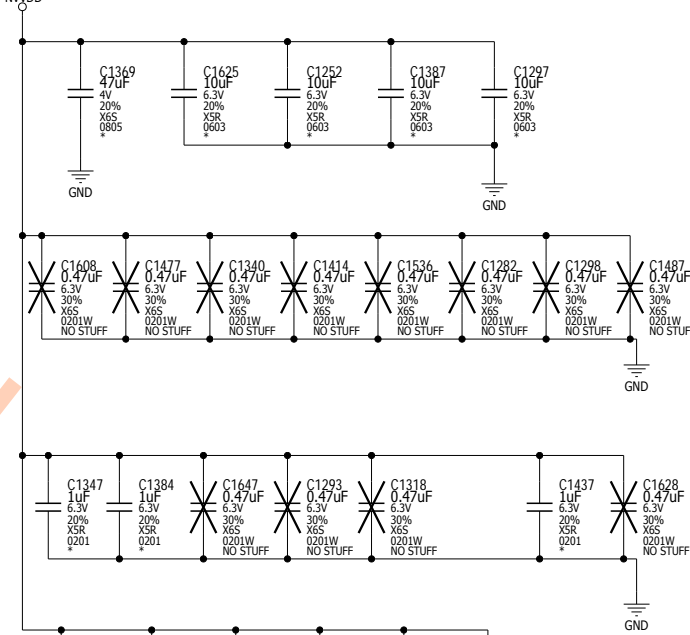 C1369
47uF
4V
20%
X6S
0805
*
C1625
10uF
6.3V
20%
X5R
0603
*
C1252
10uF
6.3V
20%
X5R
0603
*
C1387
10uF
6.3V
20%
X5R
0603
*
C1297
10uF
6.3V
20%
X5R
0603
*
GND
GND
C1608
0.47uF
6.3V
30%
X6S
0201W
NO STUFF
C1477
0.47uF
6.3V
30%
X6S
0201W
NO STUFF
C1340
0.47uF
6.3V
30%
X6S
0201W
NO STUFF
C1414
0.47uF
6.3V
30%
X6S
0201W
NO STUFF
C1536
0.47uF
6.3V
30%
X6S
0201W
NO STUFF
C1282
0.47uF
6.3V
30%
X6S
0201W
NO STUFF
C1298
0.47uF
6.3V
30%
X6S
0201W
NO STUFF
C1487
0.47uF
6.3V
30%
X6S
0201W
NO STUF
GND
C1347
1uF
6.3V
20%
X5R
0201
*
C1384
1uF
6.3V
20%
X5R
0201
*
C1647
0.47uF
6.3V
30%
X6S
0201W
NO STUFF
C1293
0.47uF
6.3V
30%
X6S
0201W
NO STUFF
C1318
0.47uF
6.3V
30%
X6S
0201W
NO STUFF
C1437
1uF
6.3V
20%
X5R
0201
*
C1628
0.47uF
6.3V
30%
X6S
0201W
NO STUFF
GND